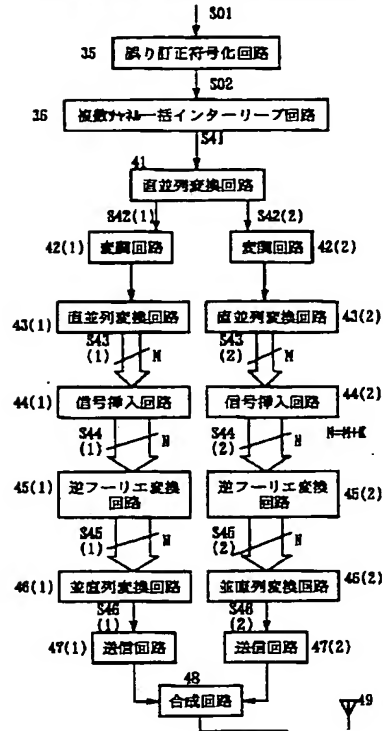 S01
35 誤り訂正符号化回路
S02
36 複数チャネル一括インターリーブ回路
S41
41
直並列変換回路
S42(1) S42(2)
42(1) 変調回路 変調回路 42(2)
43(1) 直並列変換回路 直並列変換回路 43(2)
S43 (1) M S43 (2) M
44(1) 信号挿入回路 信号挿入回路 44(2)
S44 (1) N S44 (2) N N=M+K
45(1) 逆フーリエ変換回路 逆フーリエ変換回路 45(2)
S45 (1) N S45 (2) N
46(1) 並直列変換回路 並直列変換回路 46(2)
S46 (1) S46 (2)
47(1) 送信回路 送信回路 47(2)
48
合成回路 49